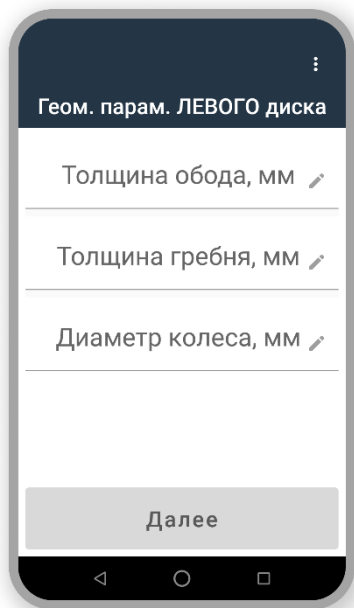 Геом. парам. ЛЕВОГО диска
Толщина обода, мм
Толщина гребня, мм
Диаметр колеса, мм
Далее